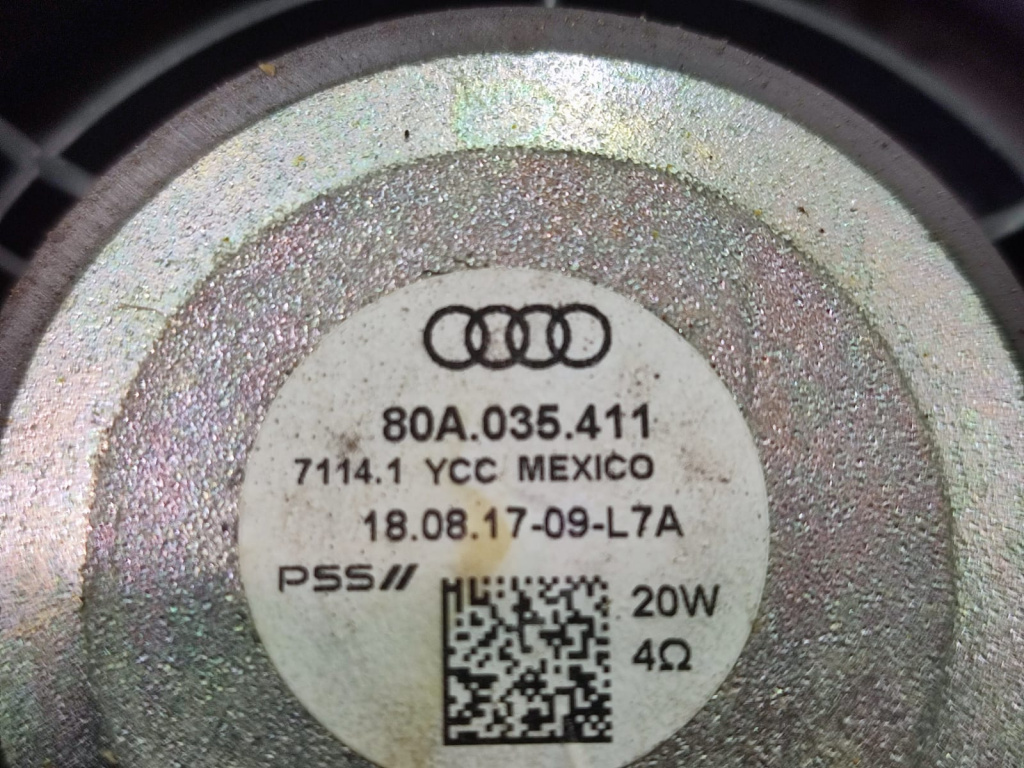 80A.035.411
7114.1 YCC MEXICO
18.08.17-09-L7A
PSS//
20W
4Ω